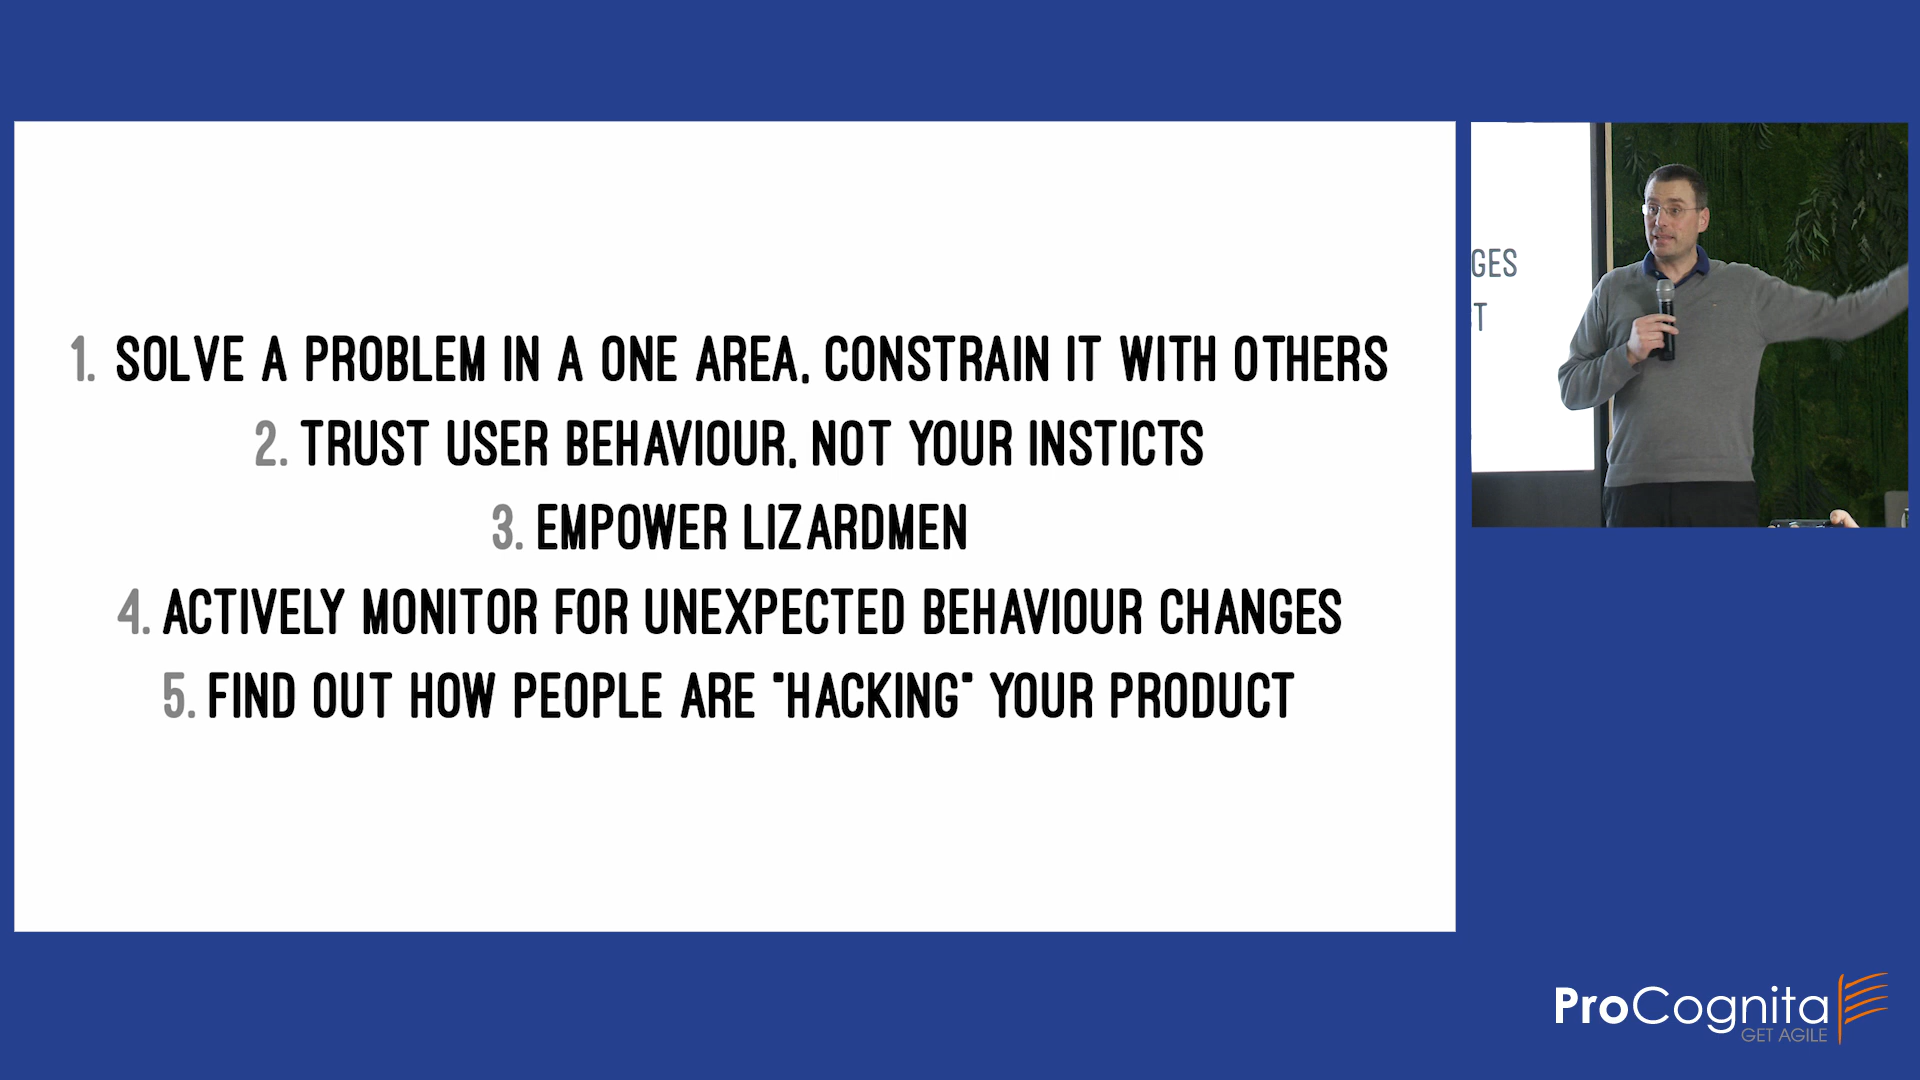 1. SOLVE A PROBLEM IN A ONE AREA, CONSTRAIN IT WITH OTHERS
2. TRUST USER BEHAVIOUR, NOT YOUR INSTICTS
3. EMPOWER LIZARDMEN
4. ACTIVELY MONITOR FOR UNEXPECTED BEHAVIOUR CHANGES
5. FIND OUT HOW PEOPLE ARE "HACKING" YOUR PRODUCT
GES
ST
ProCognita
GET AGILE